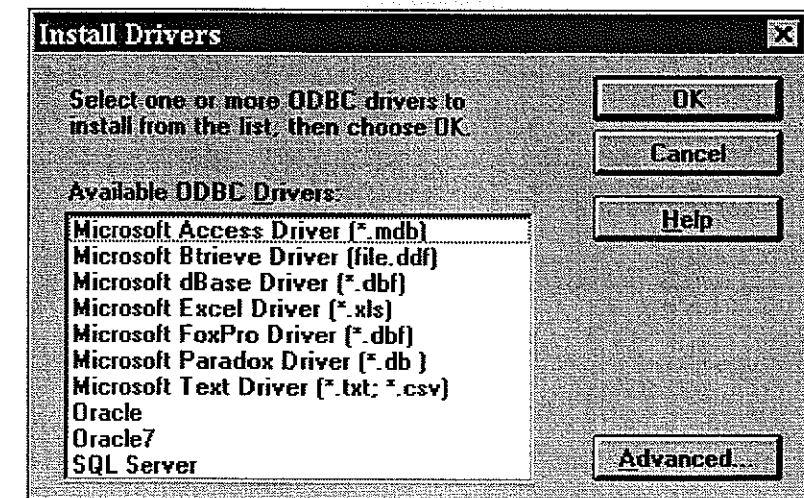 Install Drivers
Select one or more ODBC drivers to
install from the list, then choose OK.
OK
Cancel
Help
Available ODBC Drivers:
Microsoft Access Driver (*.mdb)
Microsoft Btrieve Driver (file.ddf)
Microsoft dBase Driver (*.dbf)
Microsoft Excel Driver (*.xls)
Microsoft FoxPro Driver (*.dbf)
Microsoft Paradox Driver (*.db )
Microsoft Text Driver (*.txt; *.csv)
Oracle
Oracle7
SQL Server
Advanced...